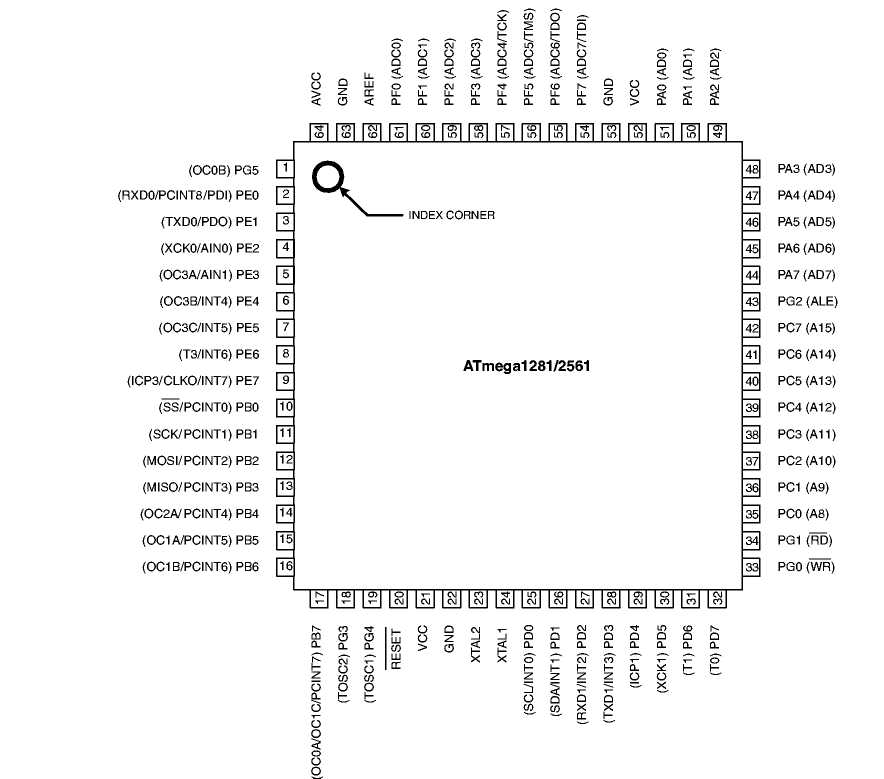 AVCC
GND
AREF
PF0 (ADC0)
PF1 (ADC1)
PF2 (ADC2)
PF3 (ADC3)
PF4 (ADC4/TCK)
PF5 (ADC5/TMS)
PF6 (ADC6/TDO)
PF7 (ADC7/TDI)
GND
VCC
PA0 (AD0)
PA1 (AD1)
PA2 (AD2)
64 63 62 61 60 59 58 57 56 55 54 53 52 51 50 49
(OC0B) PG5 1
(RXD0/PCINT8/PDI) PE0 2
(TXD0/PDO) PE1 3
(XCK0/AIN0) PE2 4
(OC3A/AIN1) PE3 5
(OC3B/INT4) PE4 6
(OC3C/INT5) PE5 7
(T3/INT6) PE6 8
(ICP3/CLKO/INT7) PE7 9
(SS/PCINT0) PB0 10
(SCK/PCINT1) PB1 11
(MOSI/PCINT2) PB2 12
(MISO/PCINT3) PB3 13
(OC2A/PCINT4) PB4 14
(OC1A/PCINT5) PB5 15
(OC1B/PCINT6) PB6 16
INDEX CORNER
ATmega1281/2561
48 PA3 (AD3)
47 PA4 (AD4)
46 PA5 (AD5)
45 PA6 (AD6)
44 PA7 (AD7)
43 PG2 (ALE)
42 PC7 (A15)
41 PC6 (A14)
40 PC5 (A13)
39 PC4 (A12)
38 PC3 (A11)
37 PC2 (A10)
36 PC1 (A9)
35 PC0 (A8)
34 PG1 (RD)
33 PG0 (WR)
17 18 19 20 21 22 23 24 25 26 27 28 29 30 31 32
(OC0A/OC1C/PCINT7) PB7
(TOSC2) PG3
(TOSC1) PG4
RESET
VCC
GND
XTAL2
XTAL1
(SCL/INT0) PD0
(SDA/INT1) PD1
(RXD1/INT2) PD2
(TXD1/INT3) PD3
(ICP1) PD4
(XCK1) PD5
(T1) PD6
(T0) PD7